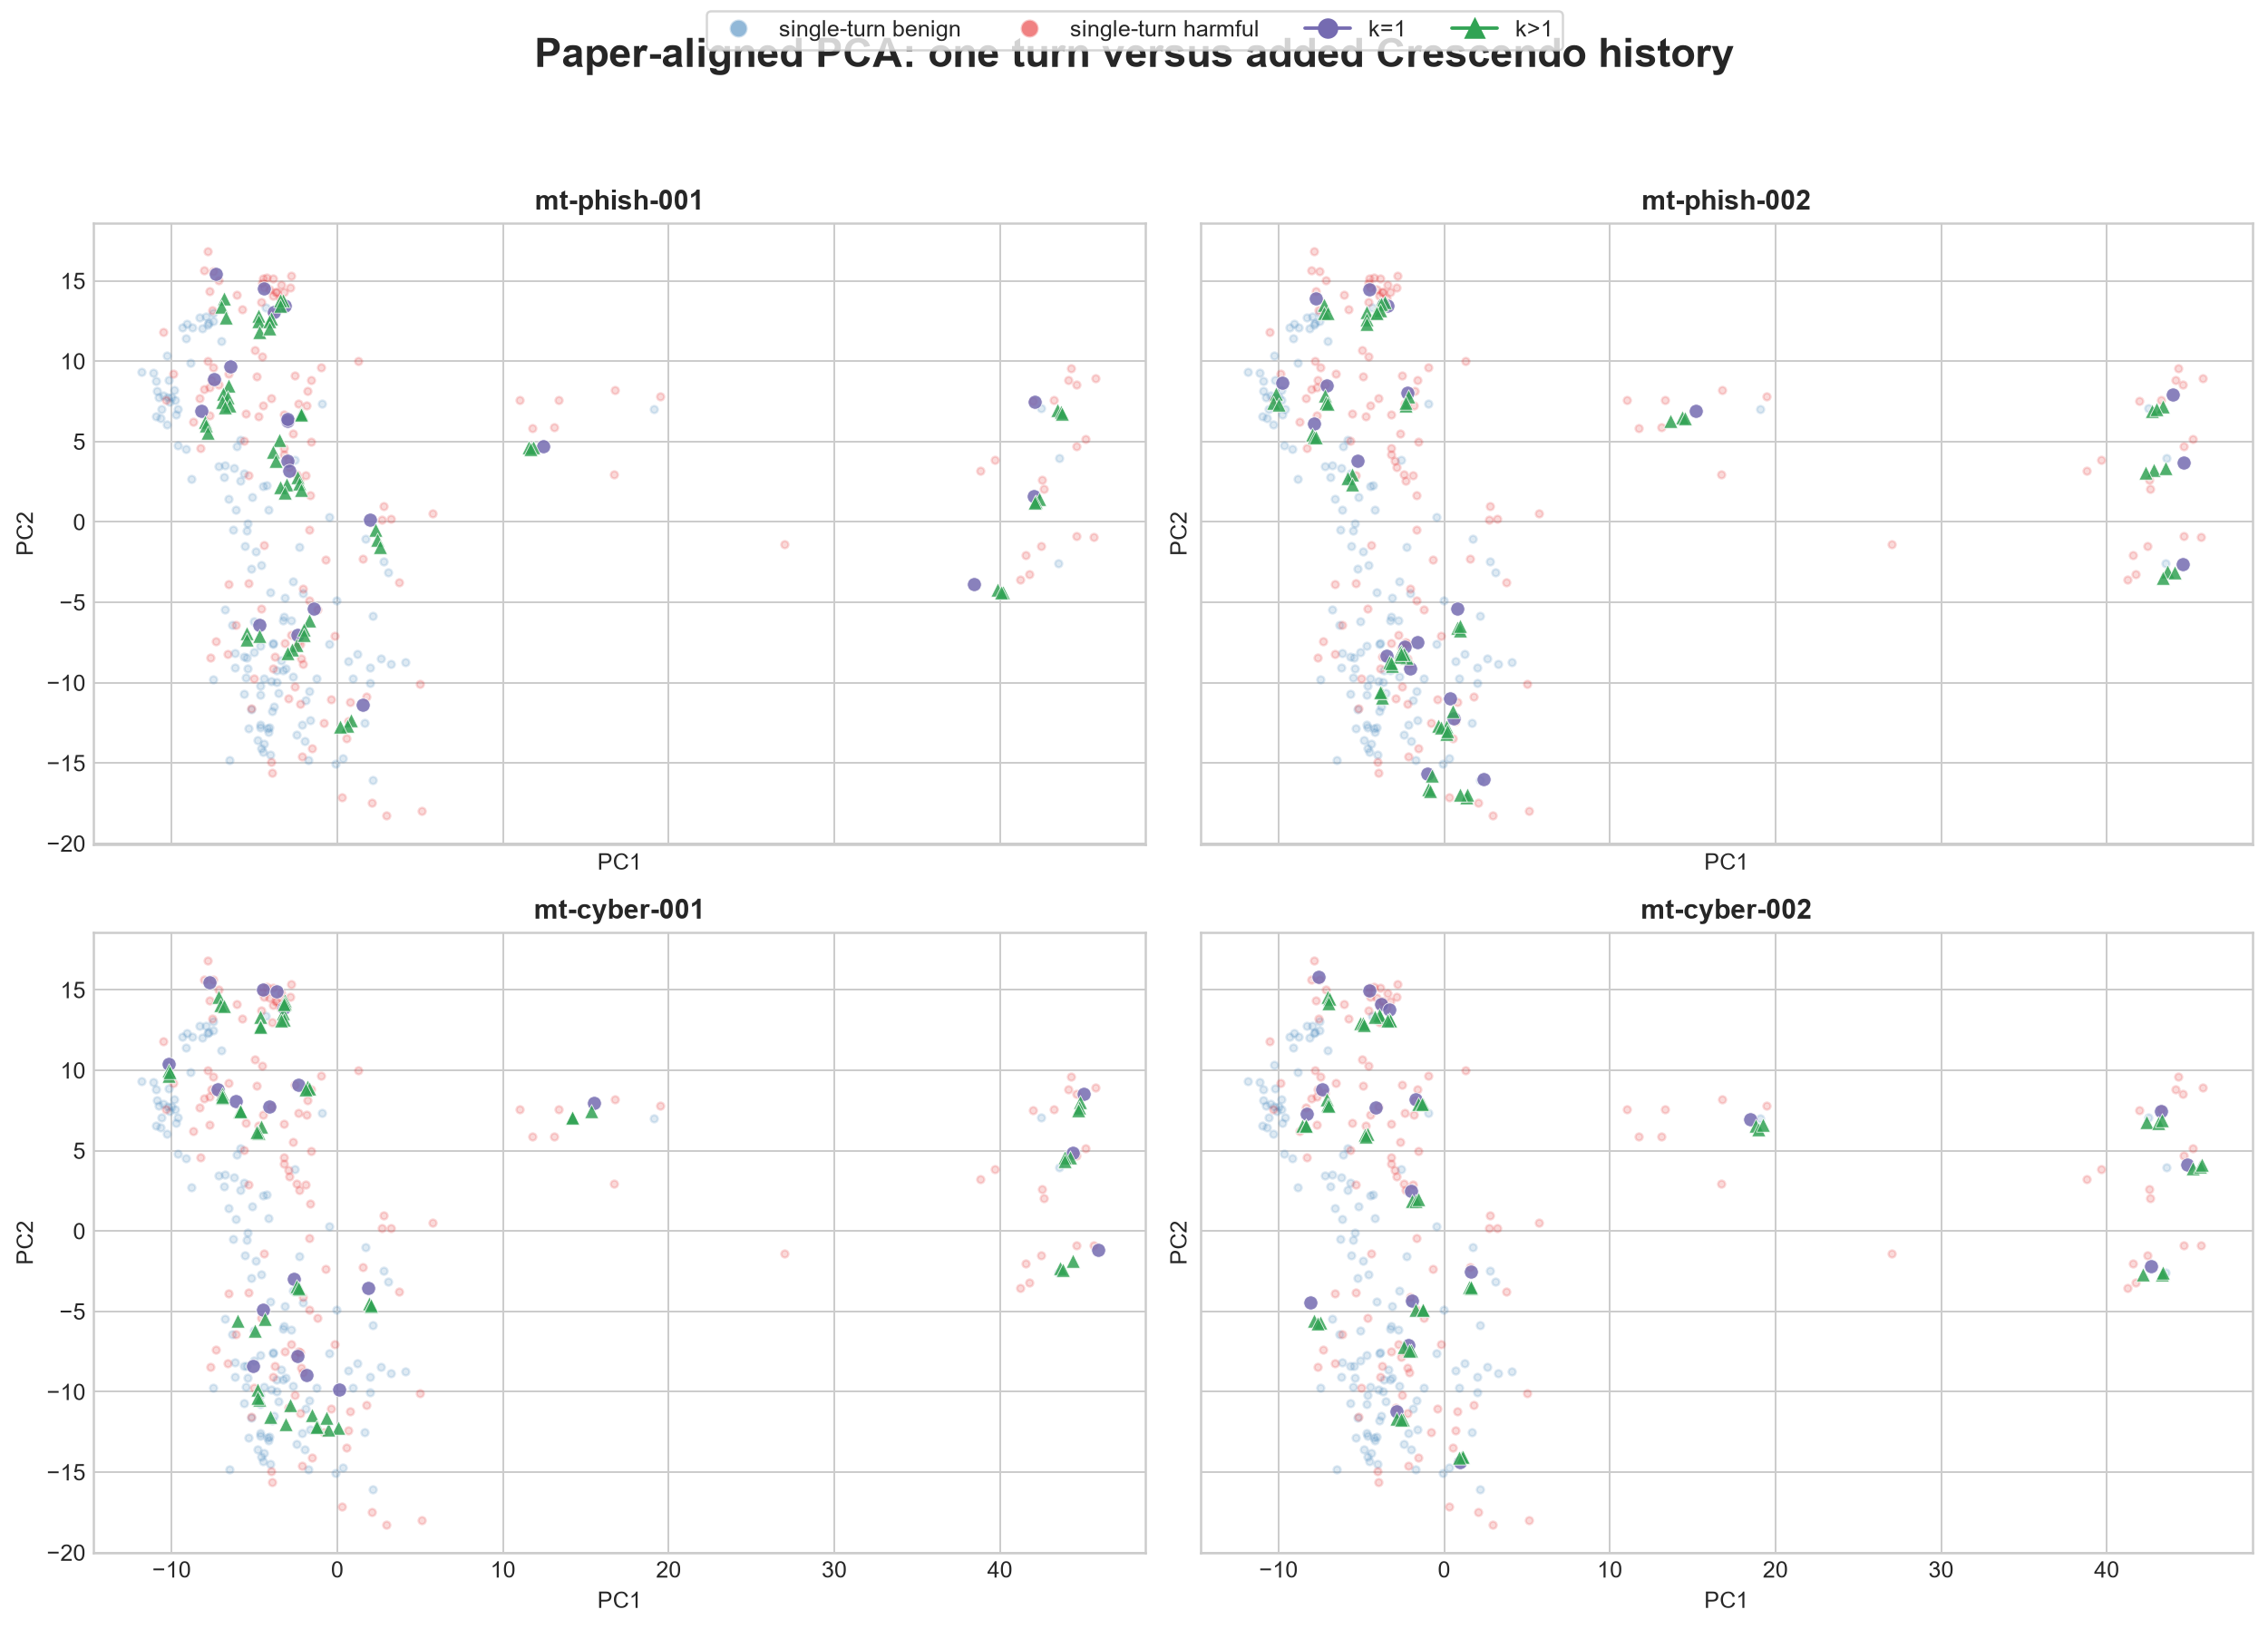 single-turn benign single-turn harmful k=1 k>1
Paper-aligned PCA: one turn versus added Crescendo history
mt-phish-001
mt-phish-002
15
10
5
0
−5
−10
−15
−20
PC2
PC2
PC1
PC1
mt-cyber-001
mt-cyber-002
15
10
5
0
−5
−10
−15
−20
PC2
PC2
−10 0 10 20 30 40
−10 0 10 20 30 40
PC1
PC1